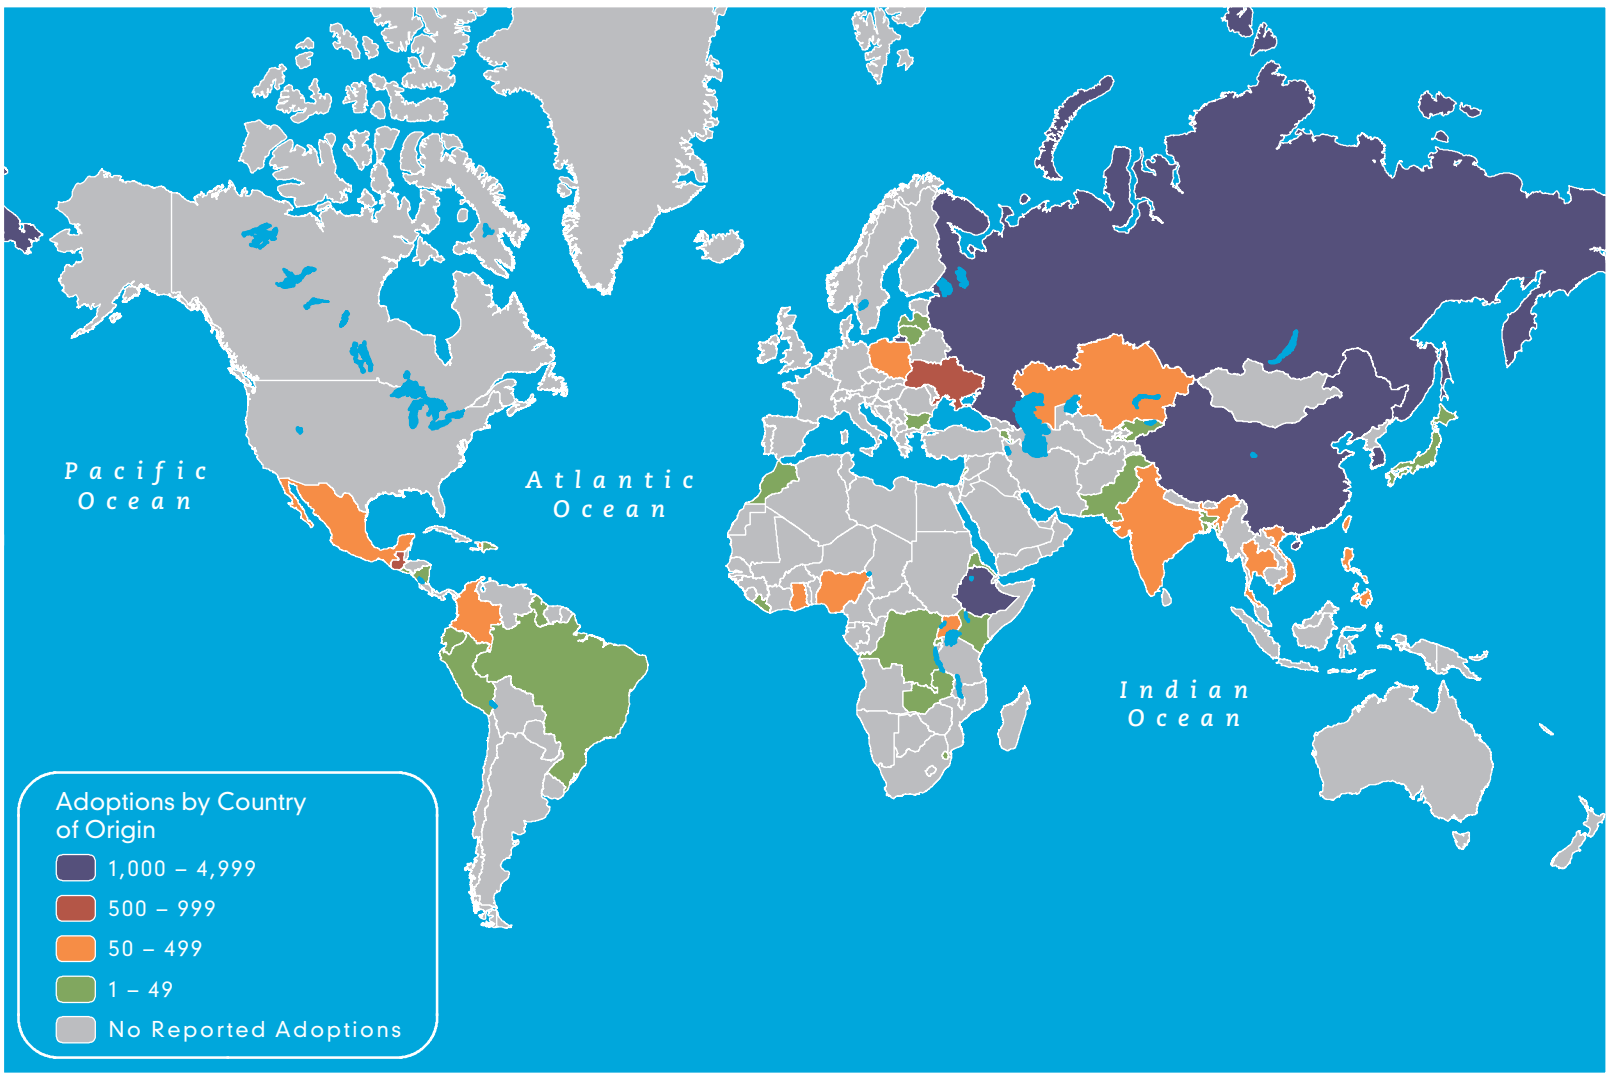 Pacific
Ocean
Atlantic
Ocean
Indian
Ocean
Adoptions by Country
of Origin
1,000 – 4,999
500 – 999
50 – 499
1 – 49
No Reported Adoptions